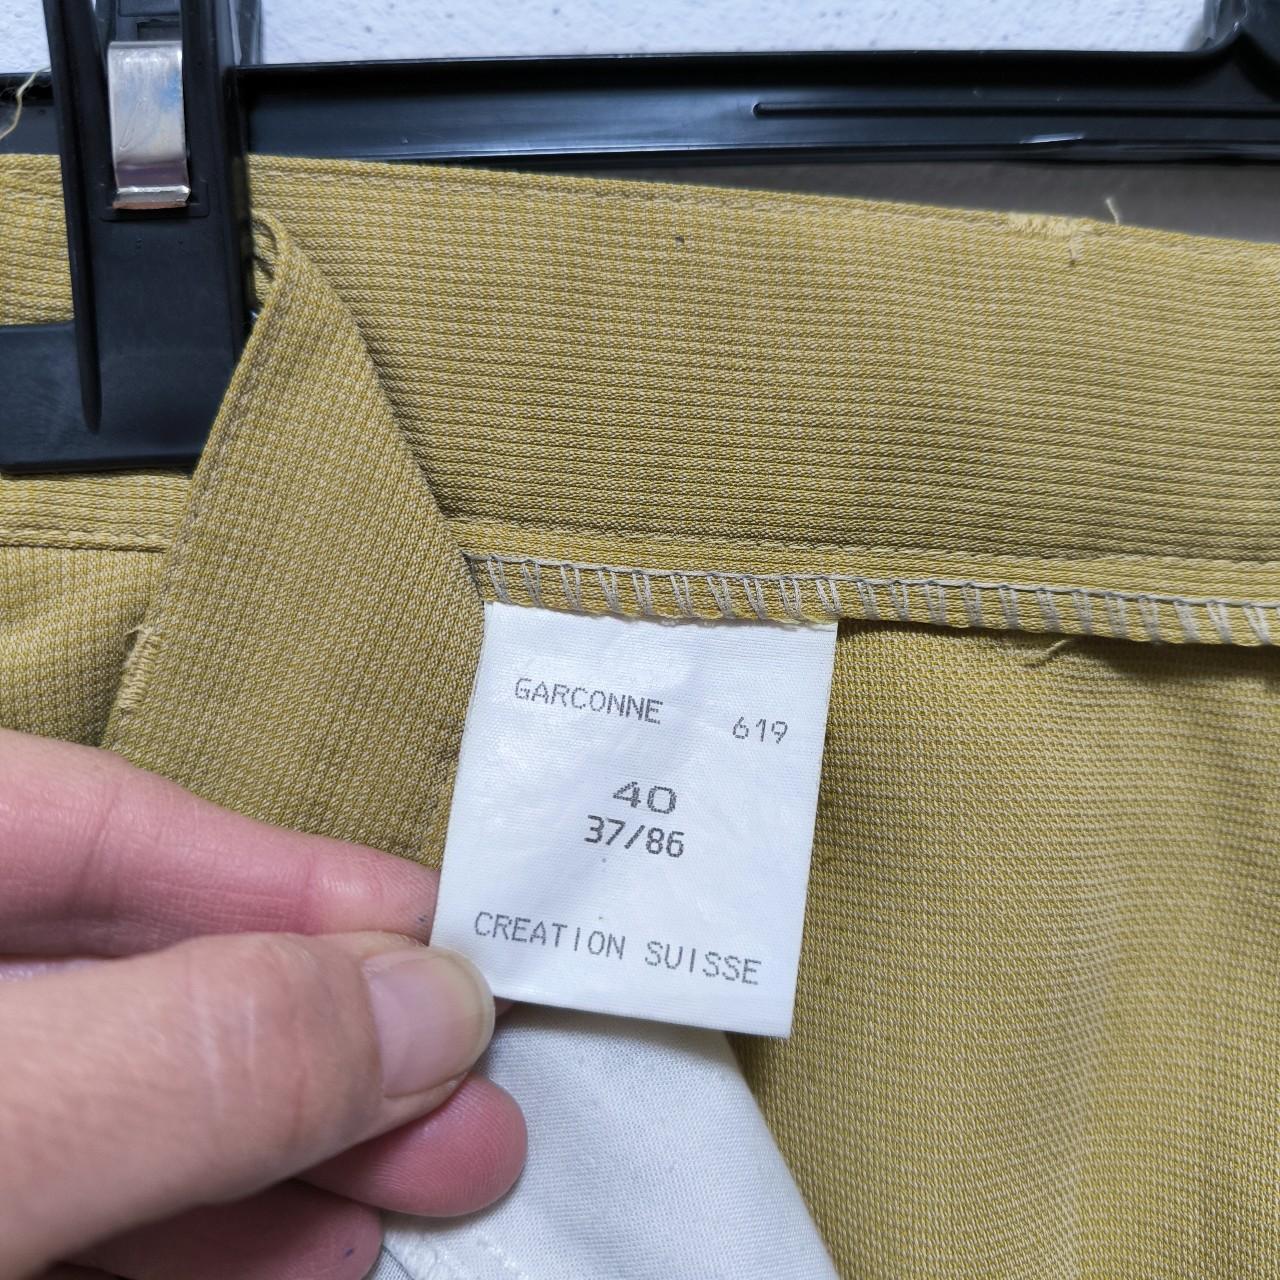 GARCONNE 619
40
37/86
CREATION SUISSE